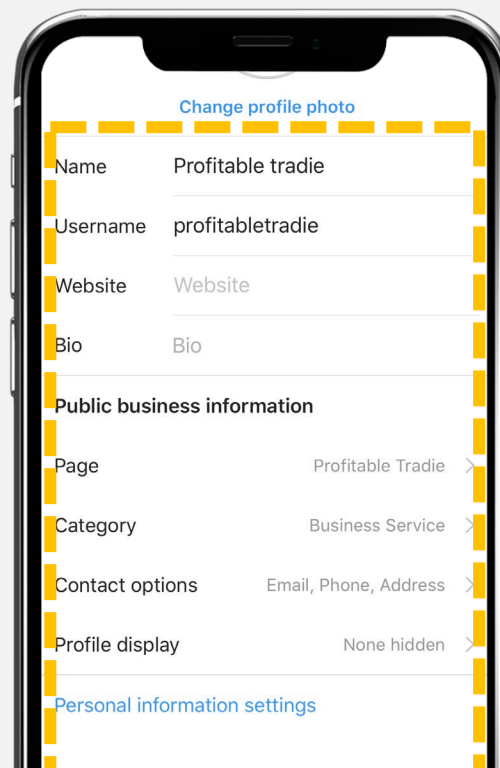 Change profile photo
Name Profitable tradie
Username profitabletradie
Website Website
Bio Bio
Public business information
Page Profitable Tradie
Category Business Service
Contact options Email, Phone, Address
Profile display None hidden
Personal information settings